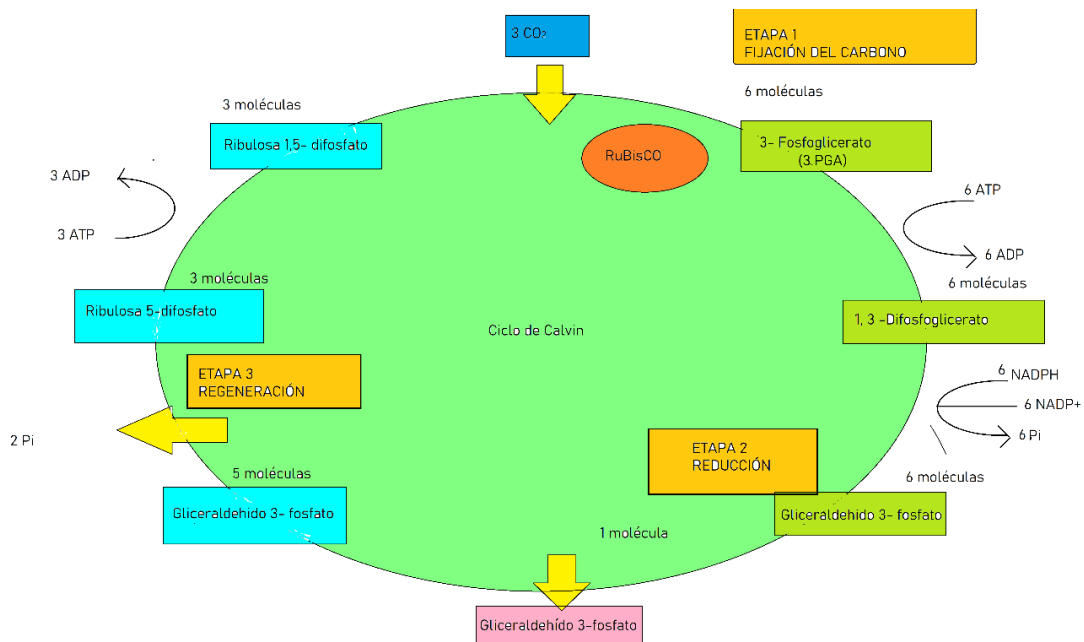 3 CO₂
ETAPA 1
FIJACIÓN DEL CARBONO
6 moléculas
3 moléculas
Ribulosa 1,5- difosfato
RuBisCO
3- Fosfoglicerato
(3.PGA)
3 ADP
3 ATP
6 ATP
6 ADP
3 moléculas
6 moléculas
Ribulosa 5-difosfato
Ciclo de Calvin
1, 3 -Difosfoglicerato
ETAPA 3
REGENERACIÓN
6 NADPH
6 NADP+
6 Pi
2 Pi
ETAPA 2
REDUCCIÓN
5 moléculas
6 moléculas
Gliceraldehido 3- fosfato
Gliceraldehido 3- fosfato
1 molécula
Gliceraldehído 3-fosfato